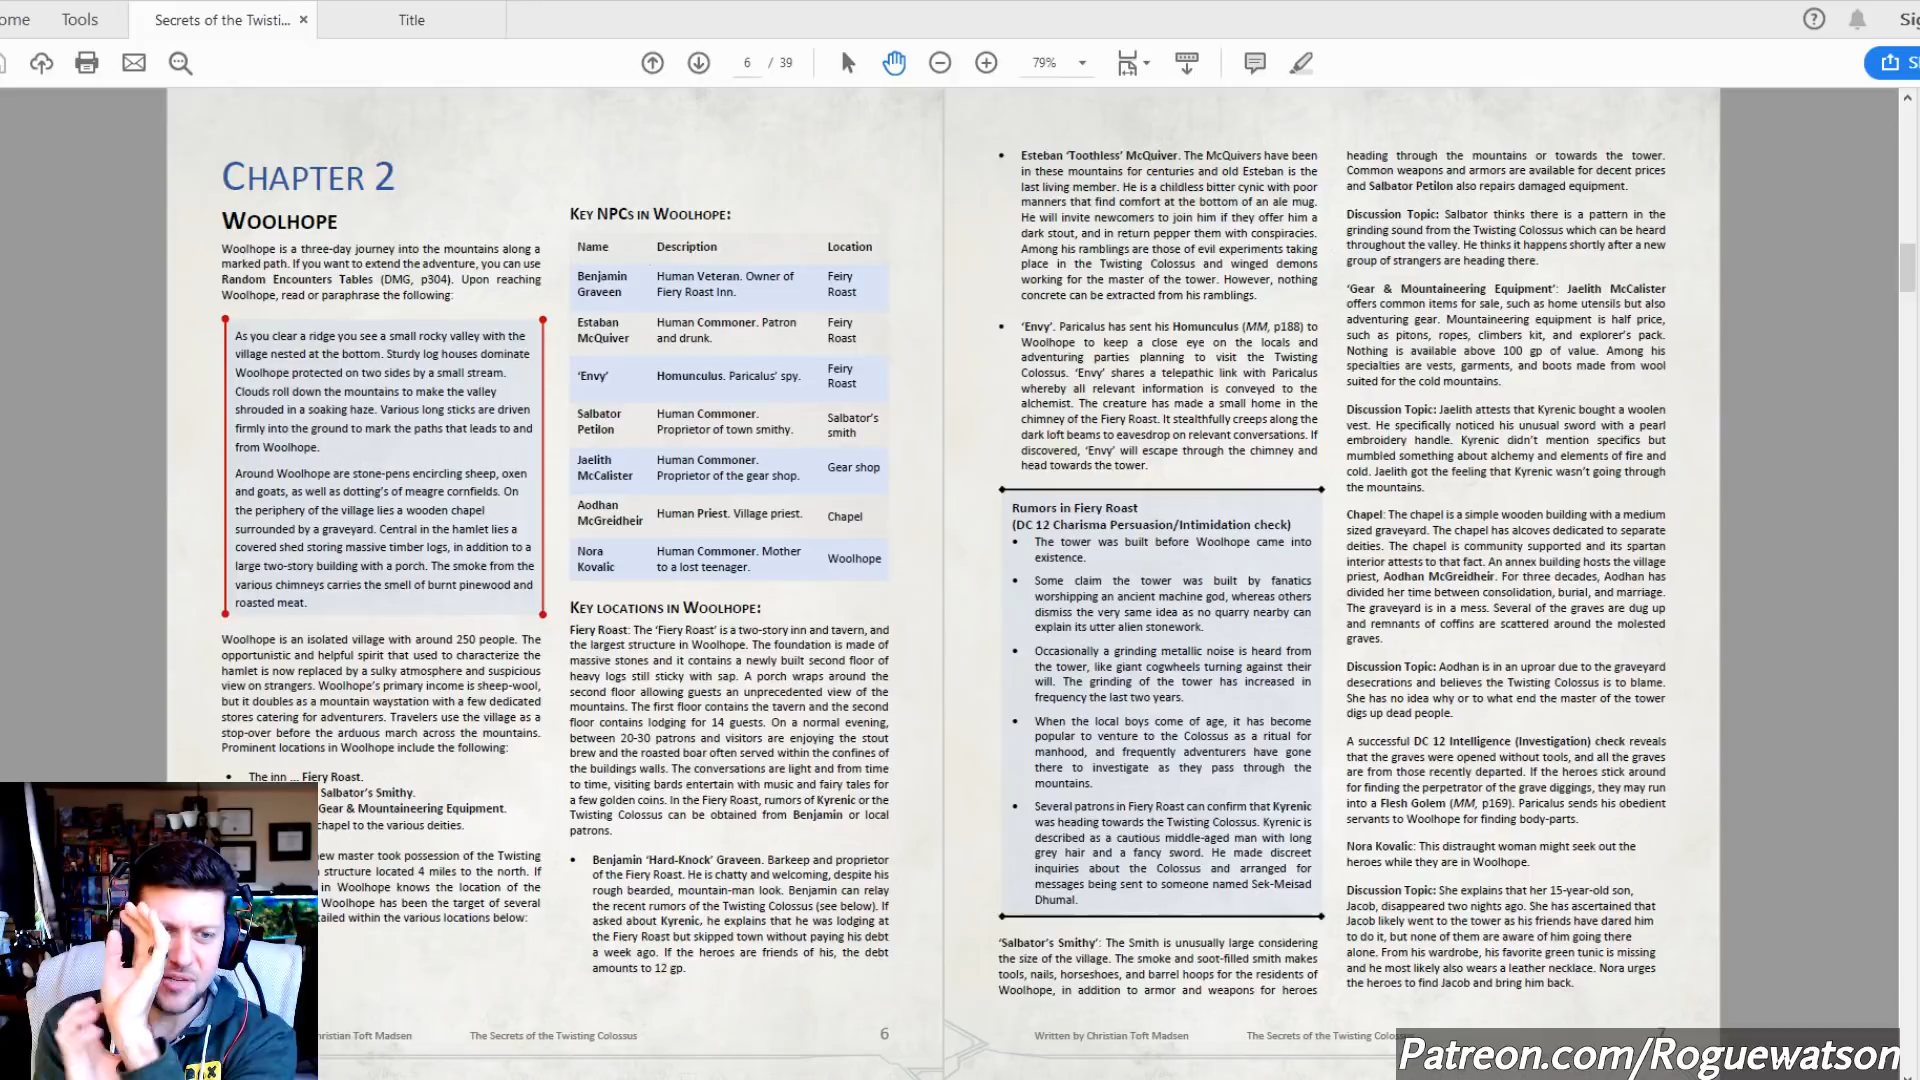 ome
Tools
Secrets of the Twisti...
Title
6 / 39
79%
CHAPTER 2
WOOLHOPE
Woolhope is a three-day journey into the mountains along a
marked path. If you want to extend the adventure, you can use
Random Encounters Tables (DMG, p304). Upon reaching
Woolhope, read or paraphrase the following:
As you clear a ridge you see a small rocky valley with the
village nested at the bottom. Sturdy log houses dominate
Woolhope protected on two sides by a small stream.
Clouds roll down the mountains to make the valley
shrouded in a soaking haze. Various long sticks are driven
firmly into the ground to mark the paths that leads to and
from Woolhope.
Around Woolhope are stone-pens encircling sheep, oxen
and goats, as well as dotting's of meagre cornfields. On
the periphery of the village lies a wooden chapel
surrounded by a graveyard. Central in the hamlet lies a
covered shed storing massive timber logs, in addition to a
large two-story building with a porch. The smoke from the
various chimneys carries the smell of burnt pinewood and
roasted meat.
Woolhope is an isolated village with around 250 people. The
opportunistic and helpful spirit that used to characterize the
hamlet is now replaced by a sulky atmosphere and suspicious
view on strangers. Woolhope's primary income is sheep-wool,
but it doubles as a mountain waystation with a few dedicated
stores catering for adventurers. Travelers use the village as a
stop-over before the arduous march across the mountains.
Prominent locations in Woolhope include the following:
• The inn ... Fiery Roast.
Salbator's Smithy.
Gear & Mountaineering Equipment.
chapel to the various deities.
ew master took possession of the Twisting
structure located 4 miles to the north. If
in Woolhope knows the location of the
Woolhope has been the target of several
tailed within the various locations below:
KEY NPCS IN WOOLHOPE:
Name Description Location
Benjamin Human Veteran. Owner of Feiry
Graveen Fiery Roast Inn. Roast
Estaban Human Commoner. Patron Feiry
McQuiver and drunk. Roast
'Envy' Homunculus. Paricalus' spy. Feiry
Roast
Salbator Human Commoner. Salbator's
Petilon Proprietor of town smithy. smith
Jaelith Human Commoner. Gear shop
McCalister Proprietor of the gear shop.
Aodhan Human Priest. Village priest. Chapel
McGreidheir
Nora Human Commoner. Mother Woolhope
Kovalic to a lost teenager.
KEY LOCATIONS IN WOOLHOPE:
Fiery Roast: The 'Fiery Roast' is a two-story inn and tavern, and
the largest structure in Woolhope. The foundation is made of
massive stones and it contains a newly built second floor of
heavy logs still sticky with sap. A porch wraps around the
second floor allowing guests an unprecedented view of the
mountains. The first floor contains the tavern and the second
floor contains lodging for 14 guests. On a normal evening,
between 20-30 patrons and visitors are enjoying the stout
brew and the roasted boar often served within the confines of
the buildings walls. The conversations are light and from time
to time, visiting bards entertain with music and fairy tales for
a few golden coins. In the Fiery Roast, rumors of Kyrenic or the
Twisting Colossus can be obtained from Benjamin or local
patrons.
• Benjamin 'Hard-Knock' Graveen. Barkeep and proprietor
of the Fiery Roast. He is chatty and welcoming, despite his
rough bearded, mountain-man look. Benjamin can relay
the recent rumors of the Twisting Colossus (see below). If
asked about Kyrenic, he explains that he was lodging at
the Fiery Roast but skipped town without paying his debt
a week ago. If the heroes are friends of his, the debt
amounts to 12 gp.
hristian Toft Madsen
The Secrets of the Twisting Colossus
6
• Esteban 'Toothless' McQuiver. The McQuivers have been
in these mountains for centuries and old Esteban is the
last living member. He is a childless bitter cynic with poor
manners that find comfort at the bottom of an ale mug.
He will invite newcomers to join him if they offer him a
dark stout, and in return pepper them with conspiracies.
Among his ramblings are those of evil experiments taking
place in the Twisting Colossus and winged demons
working for the master of the tower. However, nothing
concrete can be extracted from his ramblings.
• 'Envy'. Paricalus has sent his Homunculus (MM, p188) to
Woolhope to keep a close eye on the locals and
adventuring parties planning to visit the Twisting
Colossus. 'Envy' shares a telepathic link with Paricalus
whereby all relevant information is conveyed to the
alchemist. The creature has made a small home in the
chimney of the Fiery Roast. It stealthfully creeps along the
dark loft beams to eavesdrop on relevant conversations. If
discovered, 'Envy' will escape through the chimney and
head towards the tower.
Rumors in Fiery Roast
(DC 12 Charisma Persuasion/Intimidation check)
• The tower was built before Woolhope came into
existence.
• Some claim the tower was built by fanatics
worshipping an ancient machine god, whereas others
dismiss the very same idea as no quarry nearby can
explain its utter alien stonework.
• Occasionally a grinding metallic noise is heard from
the tower, like giant cogwheels turning against their
will. The grinding of the tower has increased in
frequency the last two years.
• When the local boys come of age, it has become
popular to venture to the Colossus as a ritual for
manhood, and frequently adventurers have gone
there to investigate as they pass through the
mountains.
• Several patrons in Fiery Roast can confirm that Kyrenic
was heading towards the Twisting Colossus. Kyrenic is
described as a cautious middle-aged man with long
grey hair and a fancy sword. He made discreet
inquiries about the Colossus and arranged for
messages being sent to someone named Sek-Meisad
Dhumal.
'Salbator's Smithy': The Smith is unusually large considering
the size of the village. The smoke and soot-filled smith makes
tools, nails, horseshoes, and barrel hoops for the residents of
Woolhope, in addition to armor and weapons for heroes
heading through the mountains or towards the tower.
Common weapons and armors are available for decent prices
and Salbator Petilon also repairs damaged equipment.
Discussion Topic: Salbator thinks there is a pattern in the
grinding sound from the Twisting Colossus which can be heard
throughout the valley. He thinks it happens shortly after a new
group of strangers are heading there.
'Gear & Mountaineering Equipment': Jaelith McCalister
offers common items for sale, such as home utensils but also
adventuring gear. Mountaineering equipment is half price,
such as pitons, ropes, climbers kit, and explorer's pack.
Nothing is available above 100 gp of value. Among his
specialties are vests, garments, and boots made from wool
suited for the cold mountains.
Discussion Topic: Jaelith attests that Kyrenic bought a woolen
vest. He specifically noticed his unusual sword with a pearl
embroidery handle. Kyrenic didn't mention specifics but
mumbled something about alchemy and elements of fire and
cold. Jaelith got the feeling that Kyrenic wasn't going through
the mountains.
Chapel: The chapel is a simple wooden building with a medium
sized graveyard. The chapel has alcoves dedicated to separate
deities. The chapel is community supported and its spartan
interior attests to that fact. An annex building hosts the village
priest, Aodhan McGreidheir. For three decades, Aodhan has
divided her time between consolidation, burial, and marriage.
The graveyard is in a mess. Several of the graves are dug up
and remnants of coffins are scattered around the molested
graves.
Discussion Topic: Aodhan is in an uproar due to the graveyard
desecrations and believes the Twisting Colossus is to blame.
She has no idea why or to what end the master of the tower
digs up dead people.
A successful DC 12 Intelligence (Investigation) check reveals
that the graves were opened without tools, and all the graves
are from those recently departed. If the heroes stick around
for finding the perpetrator of the grave diggings, they may run
into a Flesh Golem (MM, p169). Paricalus sends his obedient
servants to Woolhope for finding body-parts.
Nora Kovalic: This distraught woman might seek out the
heroes while they are in Woolhope.
Discussion Topic: She explains that her 15-year-old son,
Jacob, disappeared two nights ago. She has ascertained that
Jacob likely went to the tower as his friends have dared him
to do it, but none of them are aware of him going there
alone. From his wardrobe, his favorite green tunic is missing
and he most likely also wears a leather necklace. Nora urges
the heroes to find Jacob and bring him back.
Written by Christian Toft Madsen
The Secrets of the Twisting Colossus
7
Patreon.com/Roguewatson